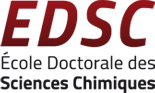 EDSC
École Doctorale des
Sciences Chimiques